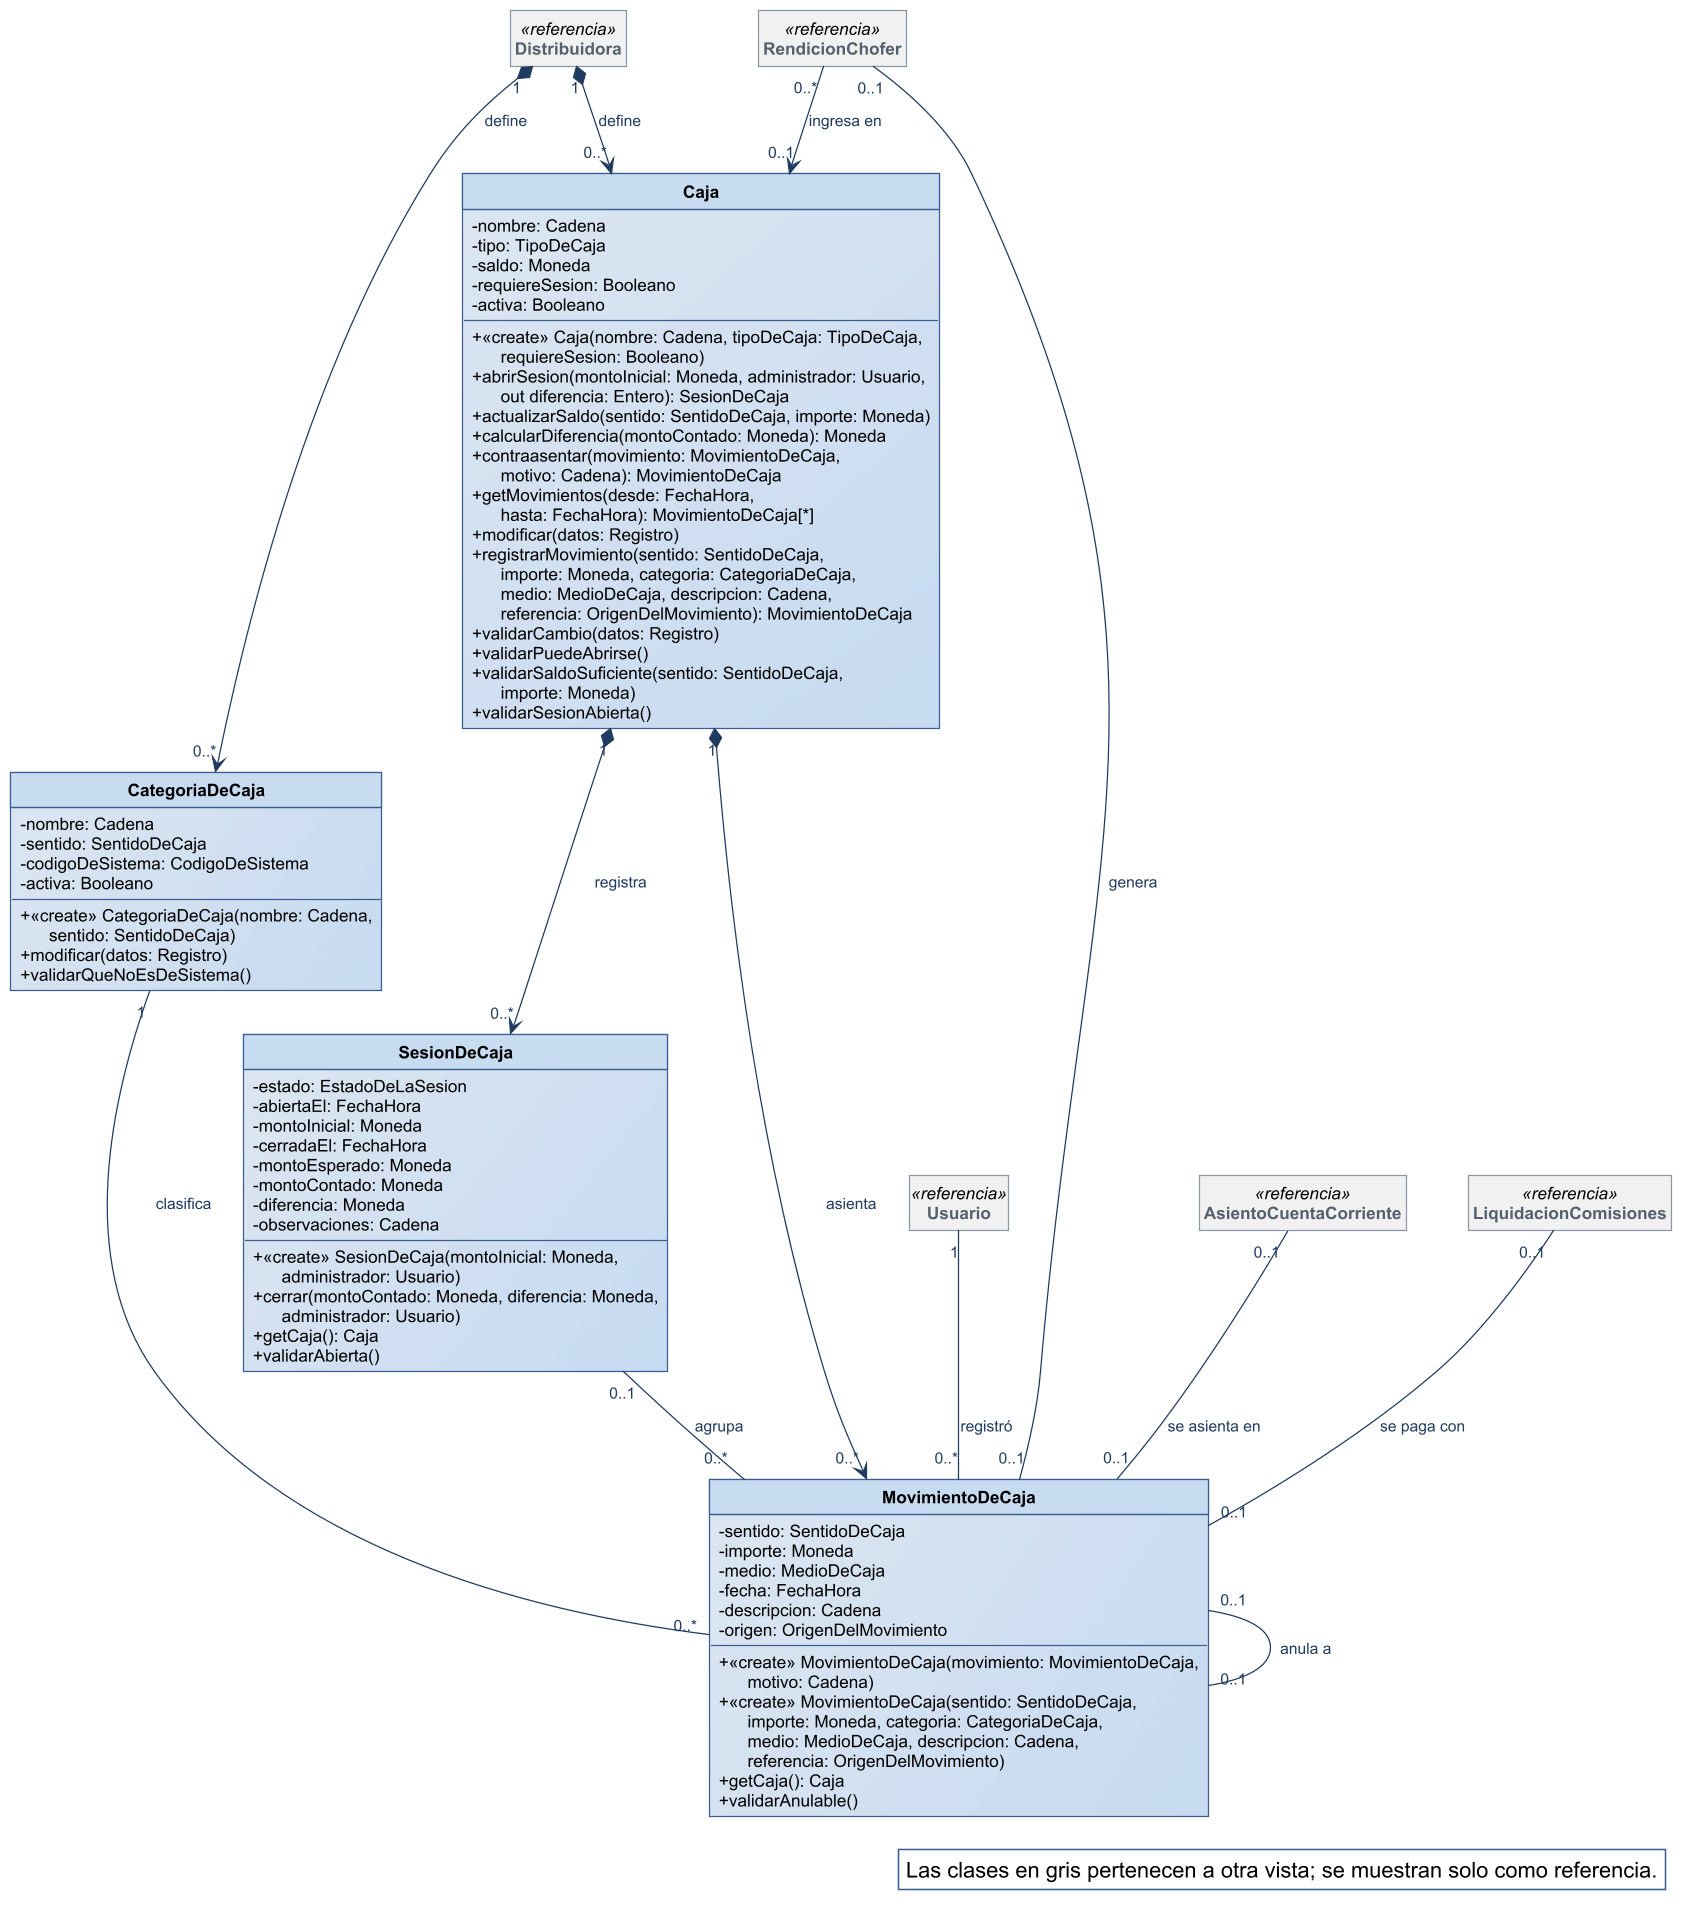 «referencia»
Distribuidora
«referencia»
RendicionChofer
1
1
0..*
0..1
define
define
ingresa en
0..*
0..1
Caja
-nombre: Cadena
-tipo: TipoDeCaja
-saldo: Moneda
-requiereSesion: Booleano
-activa: Booleano
+«create» Caja(nombre: Cadena, tipoDeCaja: TipoDeCaja,
requiereSesion: Booleano)
+abrirSesion(montoInicial: Moneda, administrador: Usuario,
out diferencia: Entero): SesionDeCaja
+actualizarSaldo(sentido: SentidoDeCaja, importe: Moneda)
+calcularDiferencia(montoContado: Moneda): Moneda
+contraasentar(movimiento: MovimientoDeCaja,
motivo: Cadena): MovimientoDeCaja
+getMovimientos(desde: FechaHora,
hasta: FechaHora): MovimientoDeCaja[*]
+modificar(datos: Registro)
+registrarMovimiento(sentido: SentidoDeCaja,
importe: Moneda, categoria: CategoriaDeCaja,
medio: MedioDeCaja, descripcion: Cadena,
referencia: OrigenDelMovimiento): MovimientoDeCaja
+validarCambio(datos: Registro)
+validarPuedeAbrirse()
+validarSaldoSuficiente(sentido: SentidoDeCaja,
importe: Moneda)
+validarSesionAbierta()
0..*
1
1
CategoriaDeCaja
-nombre: Cadena
-sentido: SentidoDeCaja
-codigoDeSistema: CodigoDeSistema
-activa: Booleano
+«create» CategoriaDeCaja(nombre: Cadena,
sentido: SentidoDeCaja)
+modificar(datos: Registro)
+validarQueNoEsDeSistema()
registra
genera
1
0..*
SesionDeCaja
-estado: EstadoDeLaSesion
-abiertaEl: FechaHora
-montoInicial: Moneda
-cerradaEl: FechaHora
-montoEsperado: Moneda
-montoContado: Moneda
-diferencia: Moneda
-observaciones: Cadena
+«create» SesionDeCaja(montoInicial: Moneda,
administrador: Usuario)
+cerrar(montoContado: Moneda, diferencia: Moneda,
administrador: Usuario)
+getCaja(): Caja
+validarAbierta()
clasifica
asienta
«referencia»
Usuario
«referencia»
AsientoCuentaCorriente
«referencia»
LiquidacionComisiones
1
0..1
0..1
0..1
agrupa
registró
se asienta en
se paga con
0..*
0..*
0..*
0..1
0..1
0..1
MovimientoDeCaja
-sentido: SentidoDeCaja
-importe: Moneda
-medio: MedioDeCaja
-fecha: FechaHora
-descripcion: Cadena
-origen: OrigenDelMovimiento
+«create» MovimientoDeCaja(movimiento: MovimientoDeCaja,
motivo: Cadena)
+«create» MovimientoDeCaja(sentido: SentidoDeCaja,
importe: Moneda, categoria: CategoriaDeCaja,
medio: MedioDeCaja, descripcion: Cadena,
referencia: OrigenDelMovimiento)
+getCaja(): Caja
+validarAnulable()
0..*
0..1
anula a
0..1
Las clases en gris pertenecen a otra vista; se muestran solo como referencia.